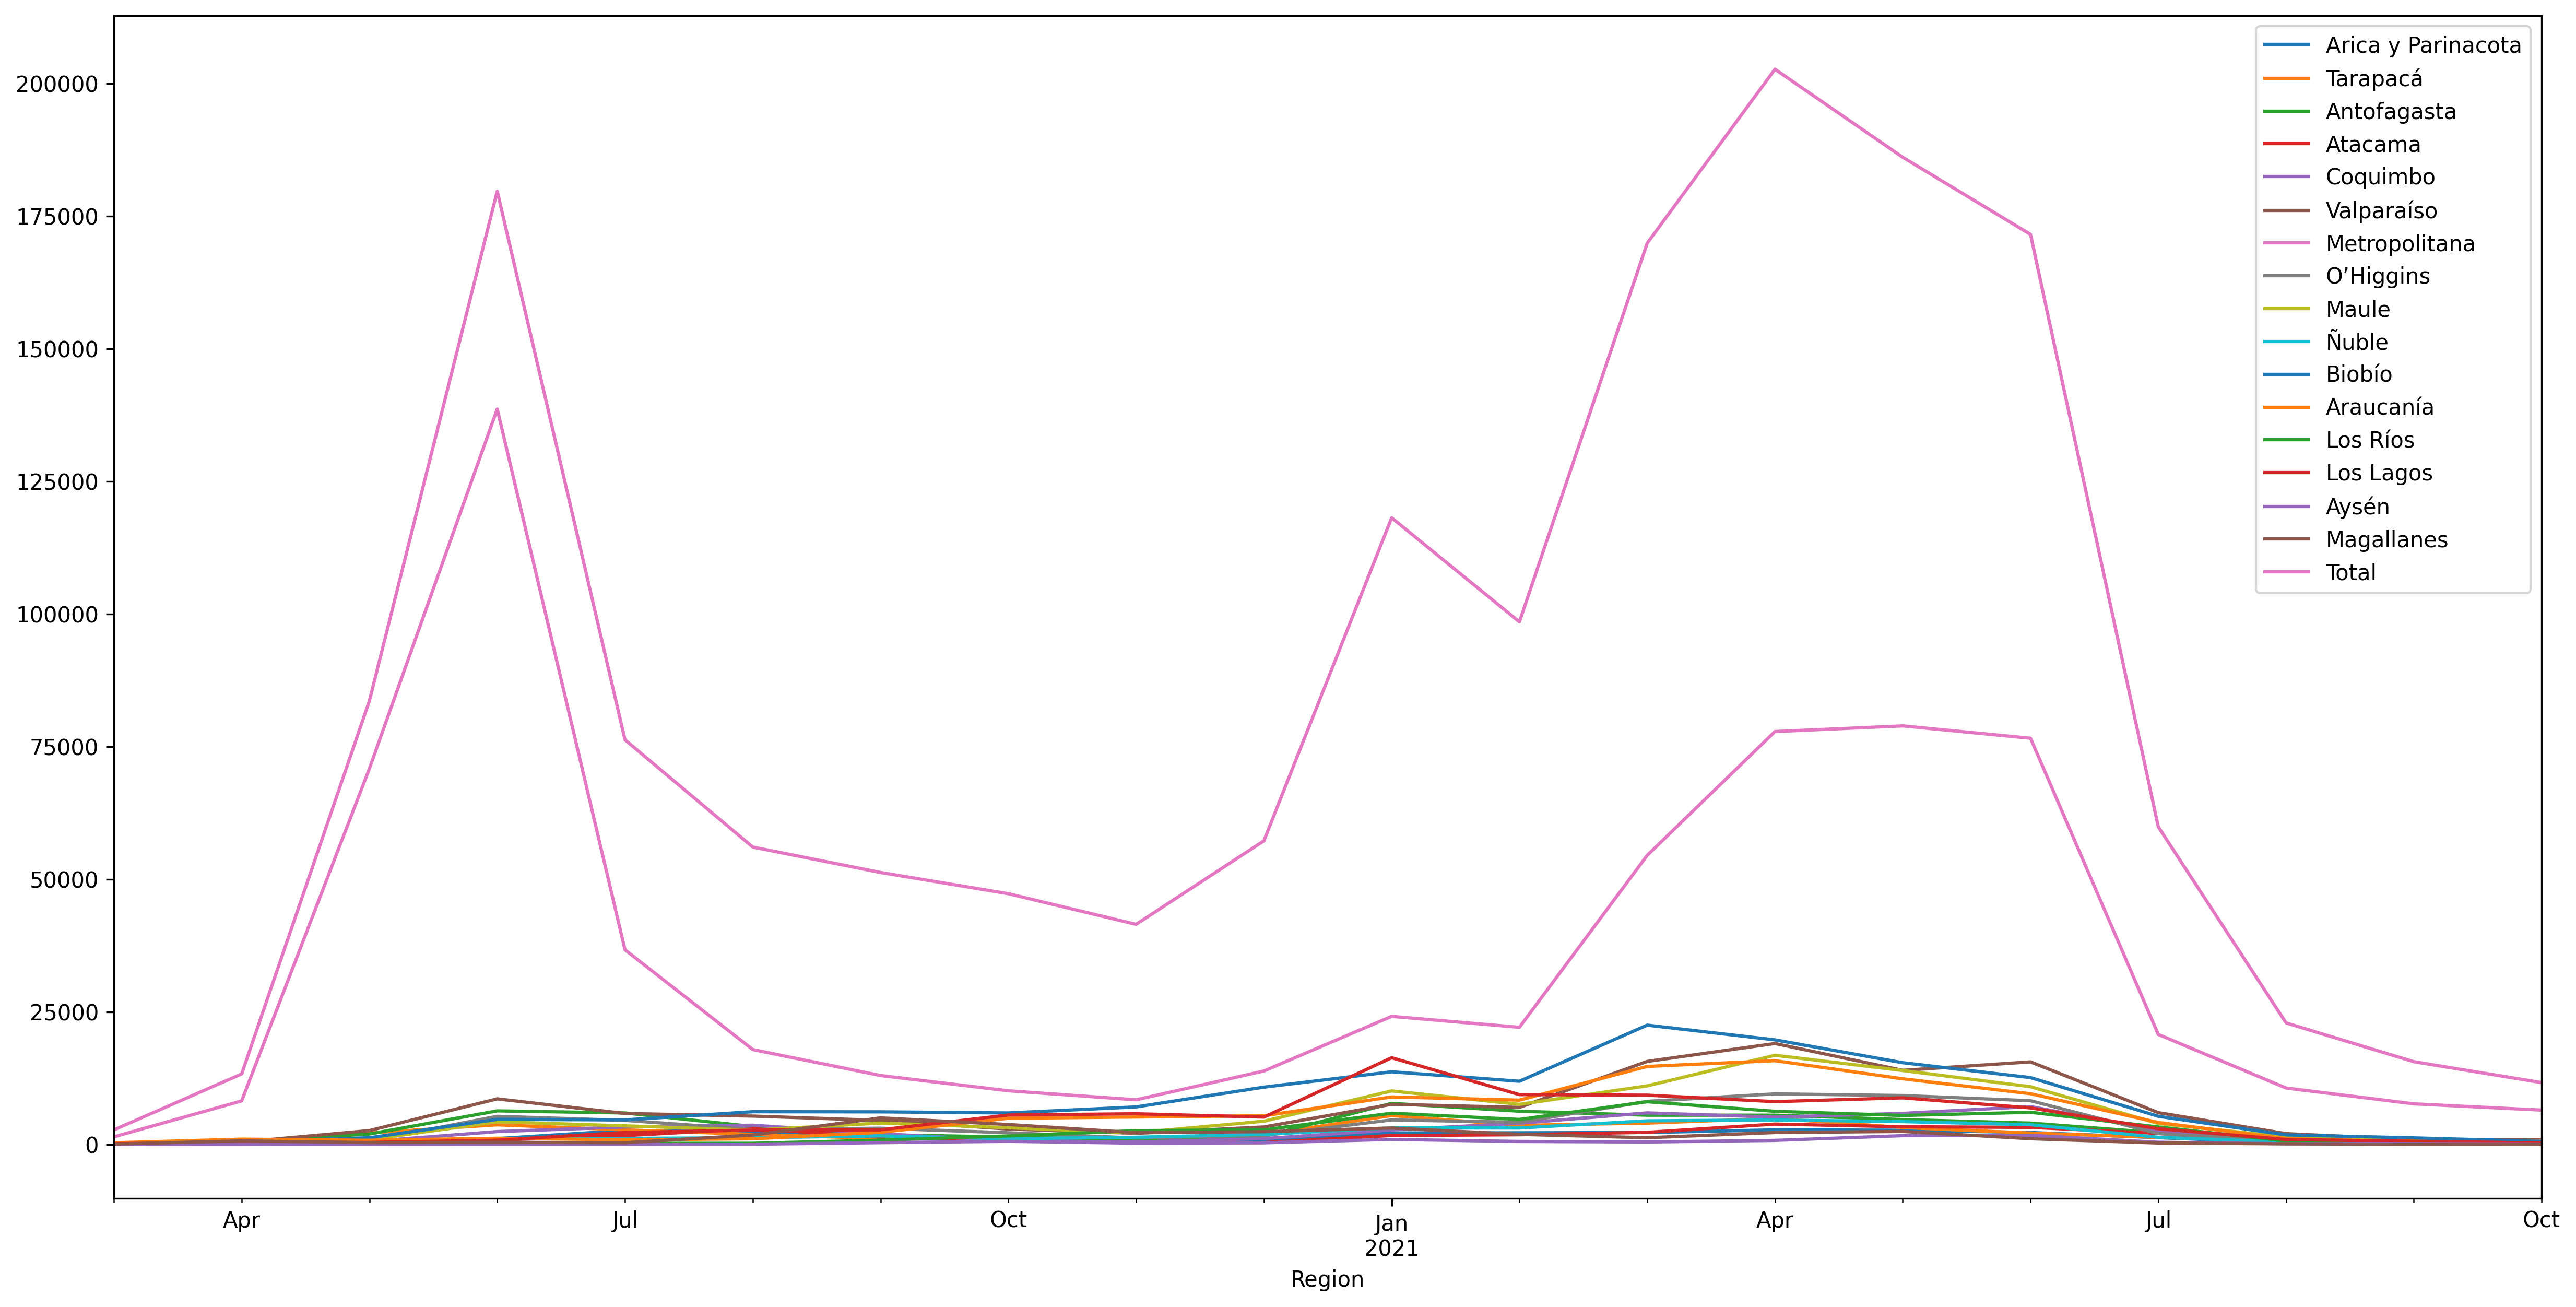 200000
175000
150000
125000
100000
75000
50000
25000
0
Arica y Parinacota
Tarapacá
Antofagasta
Atacama
Coquimbo
Valparaíso
Metropolitana
O’Higgins
Maule
Ñuble
Biobío
Araucanía
Los Ríos
Los Lagos
Aysén
Magallanes
Total
Apr Jul Oct Jan Apr Jul Oct
2021
Region